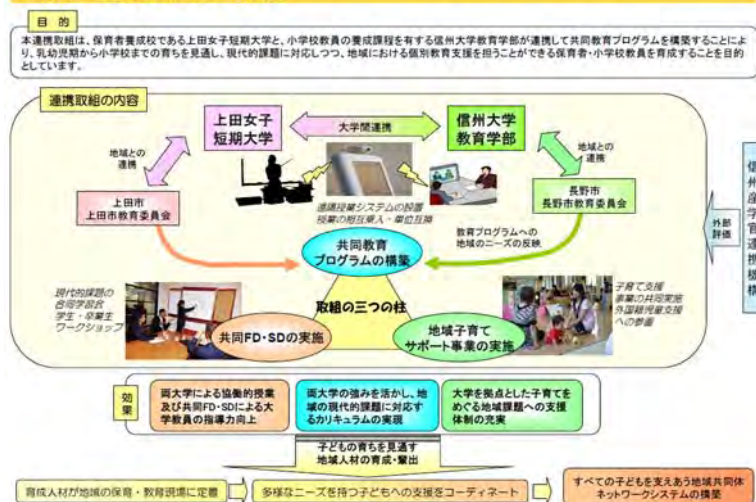 目的
本連携取組は、保育者養成校である上田女子短期大学と、小学校教員の養成課程を有する信州大学教育学部が連携して共同教育プログラムを構築することによ
り、乳幼児期から小学校までの育ちを見通し、現代的課題に対応しつつ、地域における個別教育支援を担うことができる保育者・小学校教員を育成することを目的
としています。
連携取組の内容
上田女子
短期大学
大学間連携
信州大学
教育学部
地域との
連携
地域との
連携
上田市
上田市教育委員会
遠隔授業システムの設置
授業の相互乗入・単位互換
長野市
長野市教育委員会
外部
評価
信州産学官連携機構
共同教育
プログラムの構築
教育プログラムへの
地域のニーズの反映
現代的課題の
合同学習会
学生・卒業生
ワークショップ
取組の三つの柱
子育て支援
事業の共同実施
外国籍児童支援
への参画
共同FD・SDの実施
地域子育て
サポート事業の実施
効果
両大学による協働的授業
及び共同FD・SDによる大
学教員の指導力向上
両大学の強みを活かし、地
域の現代的課題に対応す
るカリキュラムの実現
大学を拠点とした子育てを
めぐる地域課題への支援
体制の充実
子どもの育ちを見通す
地域人材の育成・輩出
育成人材が地域の保育・教育現場に定着
多様なニーズを持つ子どもへの支援をコーディネート
すべての子どもを支えあう地域共同体
ネットワークシステムの構築